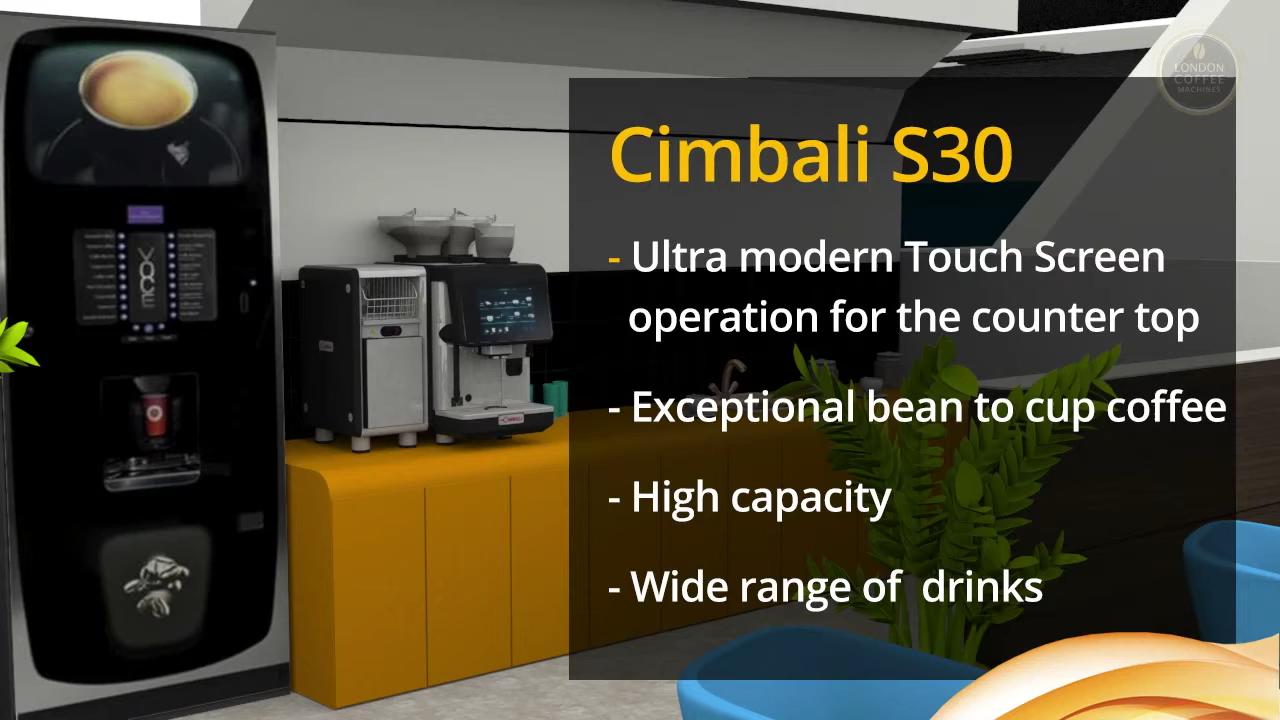 LONDON
COFFEE
MACHINES
Cimbali S30
- Ultra modern Touch Screen
operation for the counter top
- Exceptional bean to cup coffee
- High capacity
- Wide range of drinks
VOCE